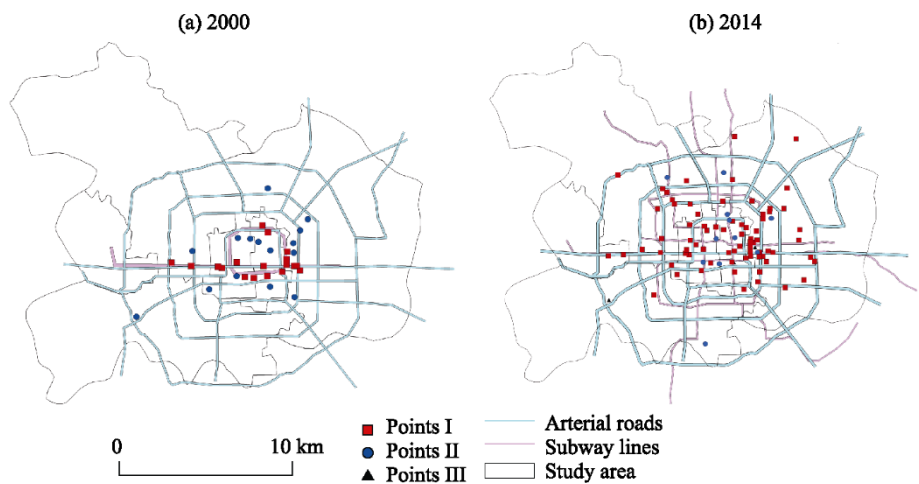 (a) 2000
(b) 2014
0 10 km
Points I
Points II
Points III
Arterial roads
Subway lines
Study area